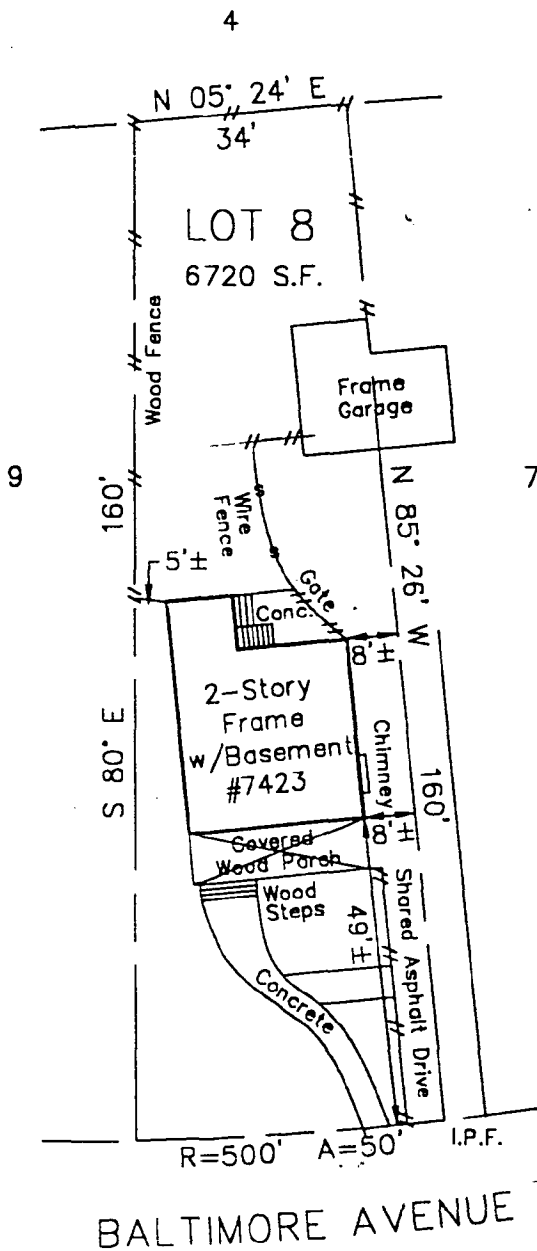 4
N 05° 24' E
34'
LOT 8
6720 S.F.
Wood Fence
Frame
Garage
9
7
160'
Wire
Fence
N 85° 26' W
5'±
Gate
Conc.
8'±
2-Story
Frame
w/Basement
#7423
S 80° E
Chimney
160'
8'±
Covered
Wood Porch
Wood
Steps
49'±
Shared Asphalt Drive
Concrete
R=500' A=50'
I.P.F.
BALTIMORE AVENUE